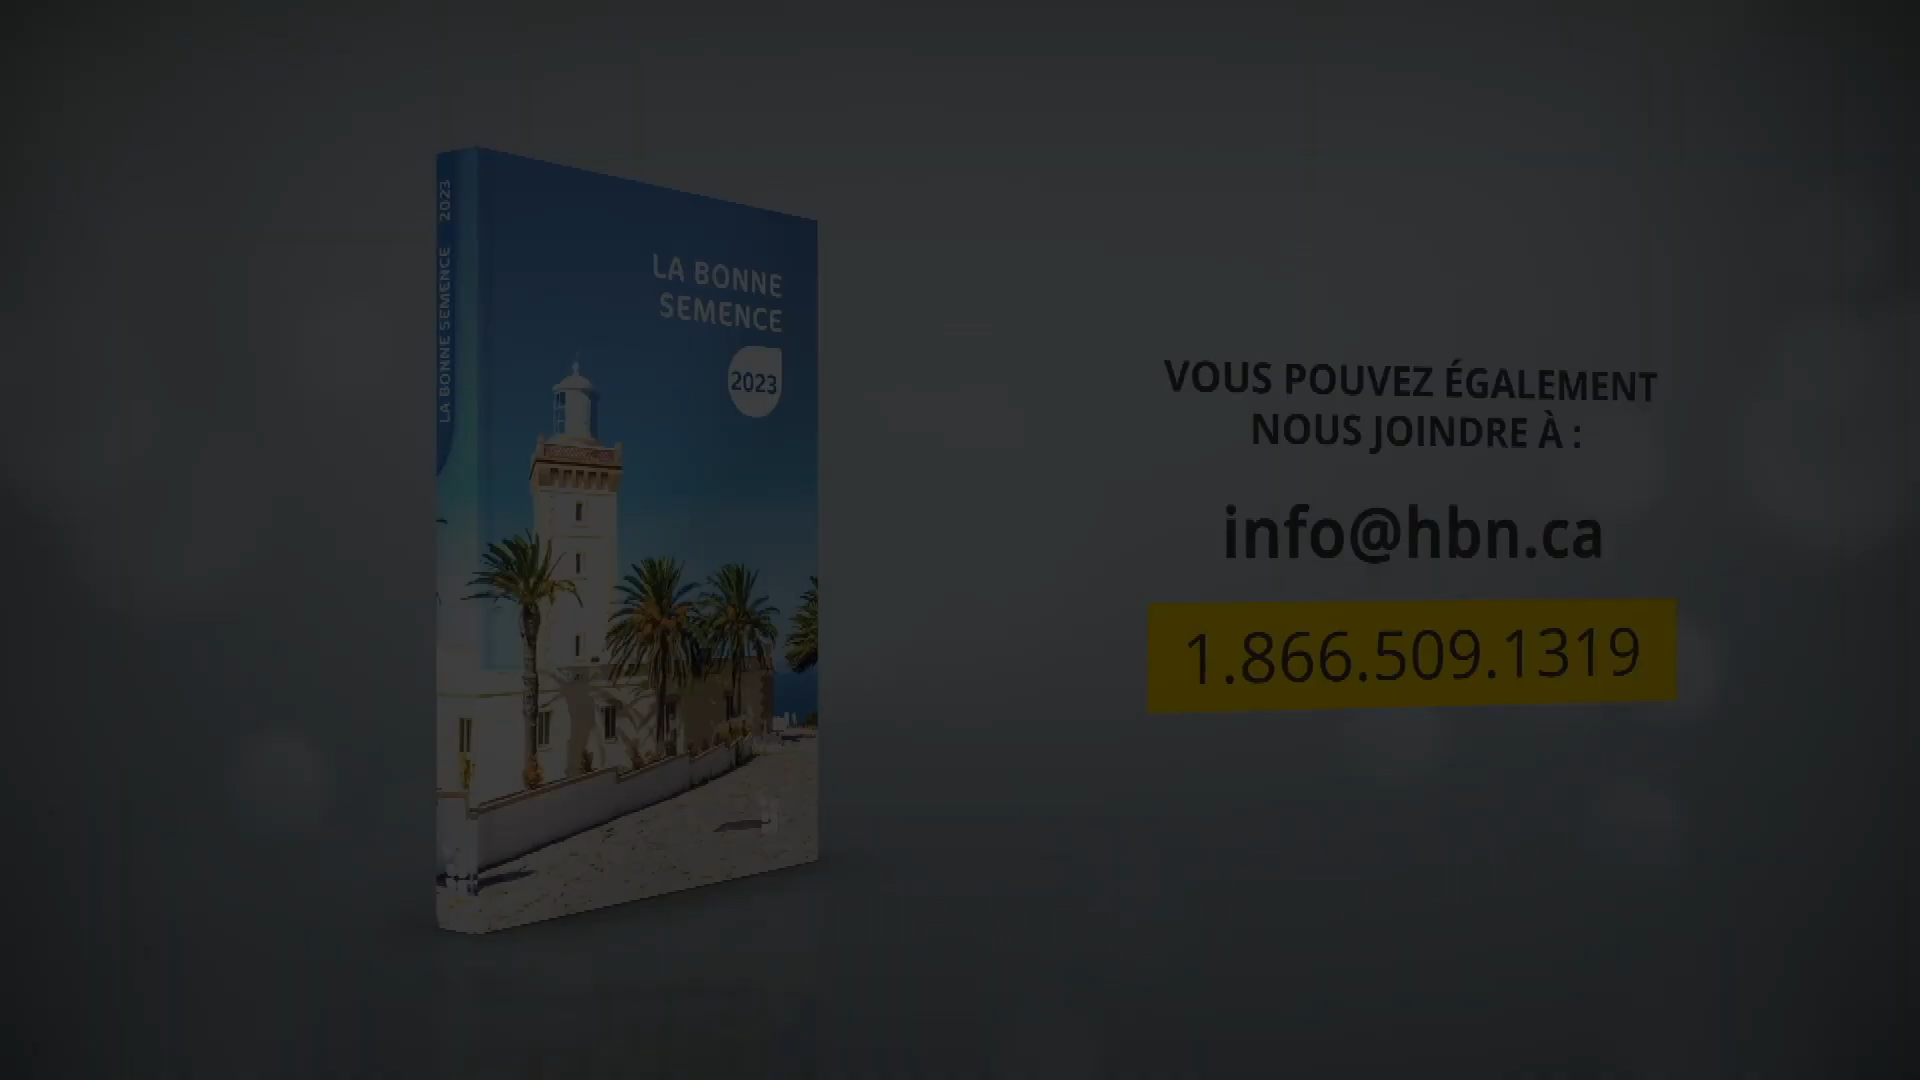 LA BONNE SEMENCE 2023
LA BONNE
SEMENCE
2023
VOUS POUVEZ ÉGALEMENT
NOUS JOINDRE À :
info@hbn.ca
1.866.509.1319